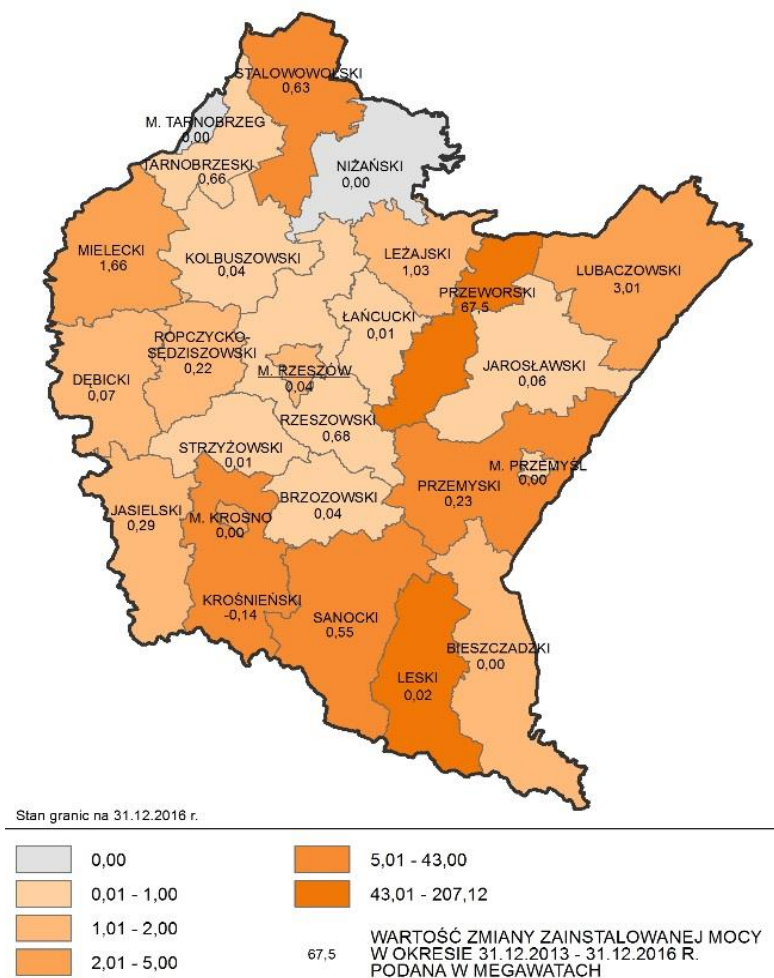 STALOWOWOLSKI
0,63
M. TARNOBRZEG
0,00
TARNOBRZESKI
0,66
NIŻAŃSKI
0,00
MIELECKI
1,66
KOLBUSZOWSKI
0,04
LEŻAJSKI
1,03
LUBACZOWSKI
3,01
PRZEWORSKI
67,5
ŁAŃCUCKI
0,01
ROPCZYCKO-
SĘDZISZOWSKI
0,22
DĘBICKI
0,07
M. RZESZÓW
0,04
JAROSŁAWSKI
0,06
RZESZOWSKI
0,68
STRZYŻOWSKI
0,01
M. PRZEMYŚL
0,00
PRZEMYSKI
0,23
BRZOZOWSKI
0,04
JASIELSKI
0,29
M. KROSNO
0,00
KROŚNIEŃSKI
-0,14
SANOCKI
0,55
BIESZCZADZKI
0,00
LESKI
0,02
Stan granic na 31.12.2016 r.
0,00
0,01 - 1,00
1,01 - 2,00
2,01 - 5,00
5,01 - 43,00
43,01 - 207,12
67,5
WARTOŚĆ ZMIANY ZAINSTALOWANEJ MOCY
W OKRESIE 31.12.2013 - 31.12.2016 R.
PODANA W MEGAWATACH